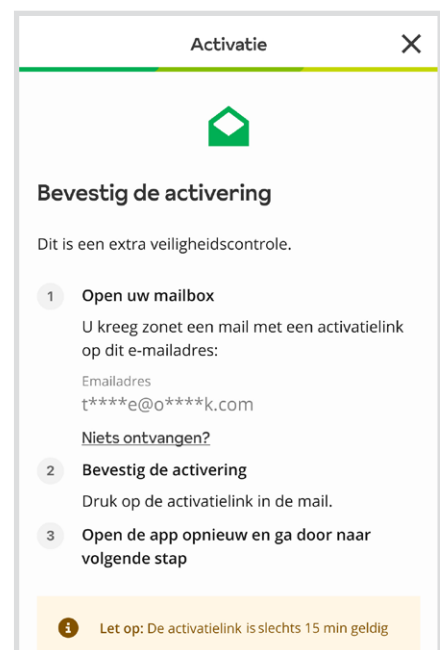 Activatie
Bevestig de activering
Dit is een extra veiligheidscontrole.
1 Open uw mailbox
U kreeg zonet een mail met een activatielink
op dit e-mailadres:
Emailadres
t****e@o****k.com
Niets ontvangen?
2 Bevestig de activering
Druk op de activatielink in de mail.
3 Open de app opnieuw en ga door naar
volgende stap
Let op: De activatielink is slechts 15 min geldig